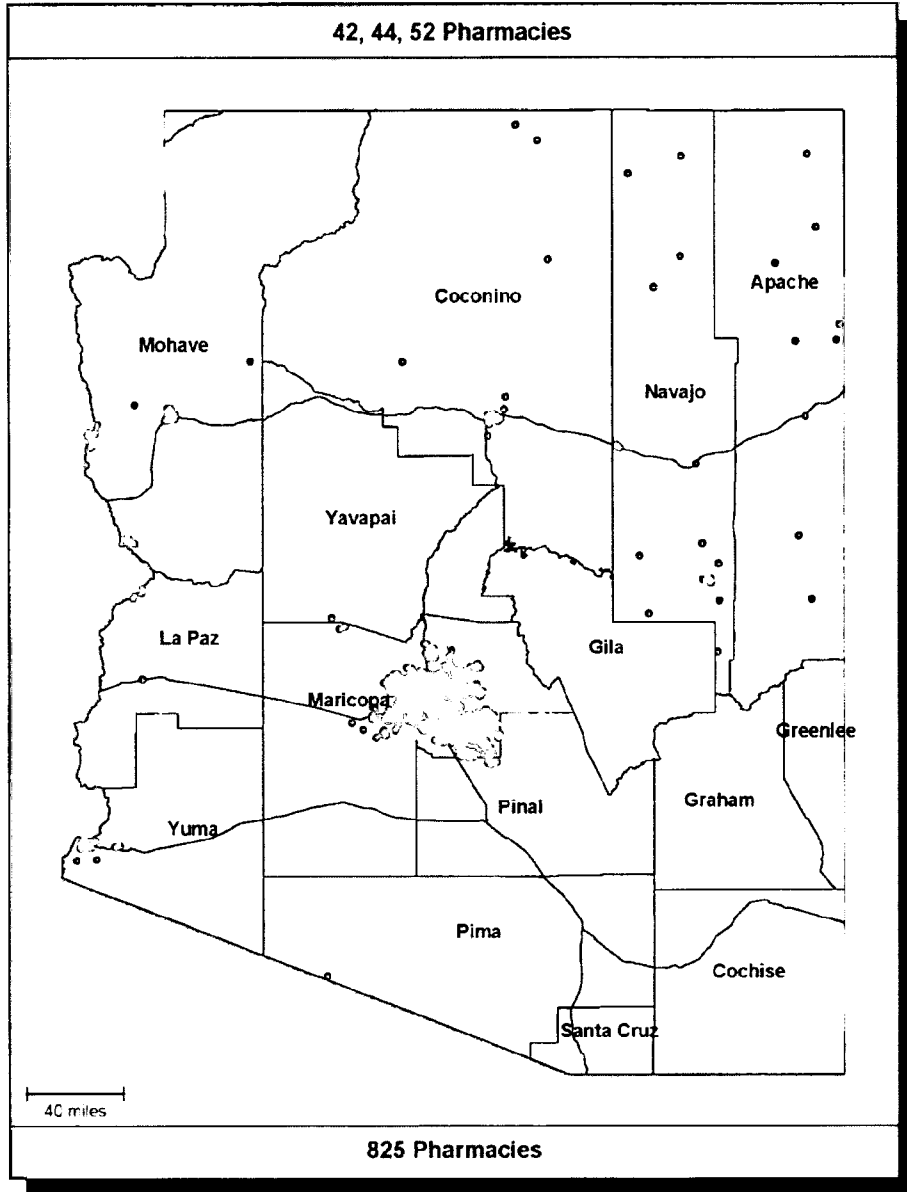 42, 44, 52 Pharmacies
Apache
Coconino
Mohave
Navajo
Yavapai
La Paz
Gila
Maricopa
Greenlee
Graham
Pinal
Yuma
Pima
Cochise
Santa Cruz
40 miles
825 Pharmacies